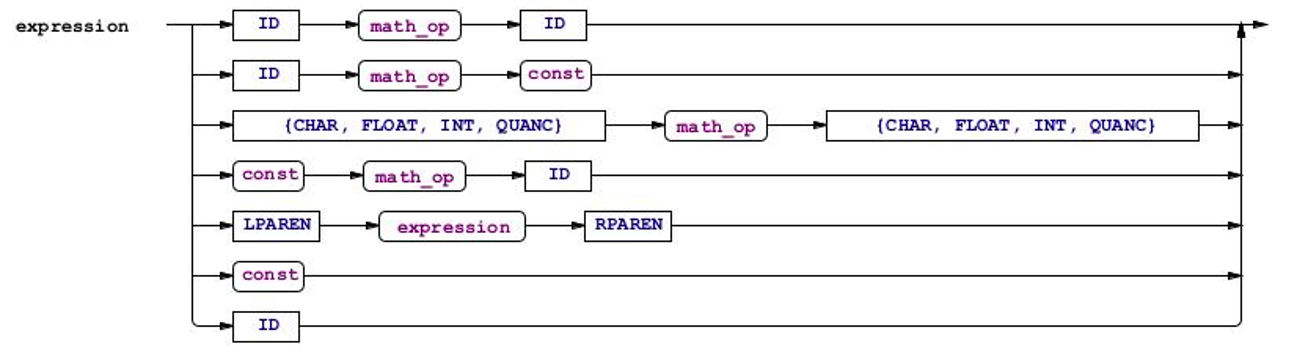 expression ID math_op ID
ID math_op const
{CHAR, FLOAT, INT, QUANC} math_op {CHAR, FLOAT, INT, QUANC}
const math_op ID
LPAREN expression RPAREN
const
ID